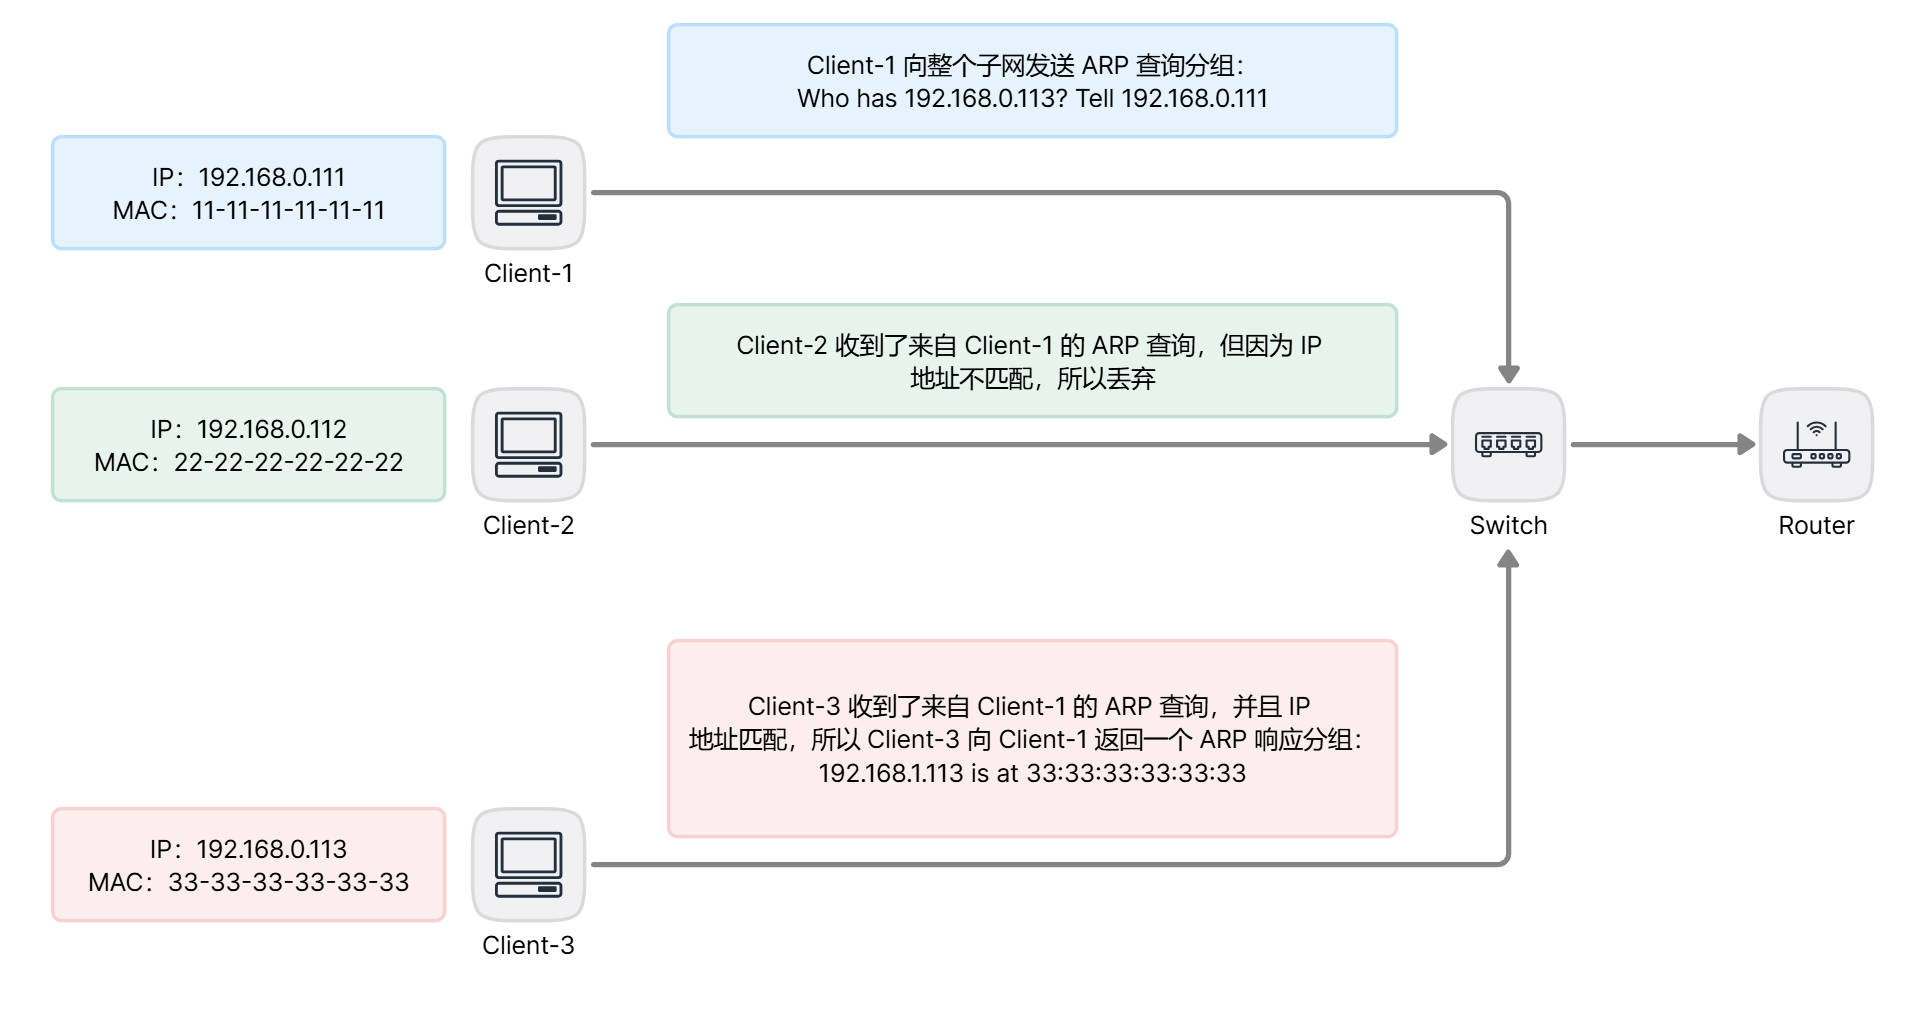 Client-1 向整个子网发送 ARP 查询分组：
Who has 192.168.0.113? Tell 192.168.0.111
IP：192.168.0.111
MAC：11-11-11-11-11-11
Client-1
Client-2 收到了来自 Client-1 的 ARP 查询，但因为 IP
地址不匹配，所以丢弃
IP：192.168.0.112
MAC：22-22-22-22-22-22
Client-2
Switch
Router
Client-3 收到了来自 Client-1 的 ARP 查询，并且 IP
地址匹配，所以 Client-3 向 Client-1 返回一个 ARP 响应分组：
192.168.1.113 is at 33:33:33:33:33:33
IP：192.168.0.113
MAC：33-33-33-33-33-33
Client-3